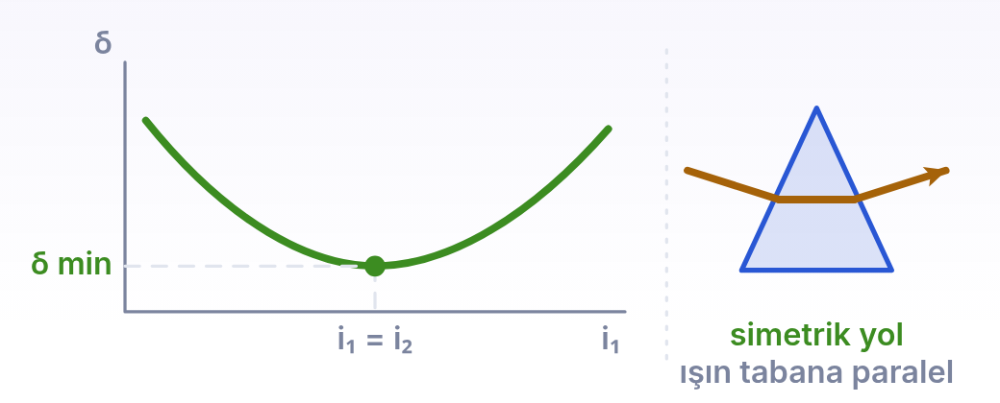 δ
δ min
i₁ = i₂
i₁
simetrik yol
ışın tabana paralel